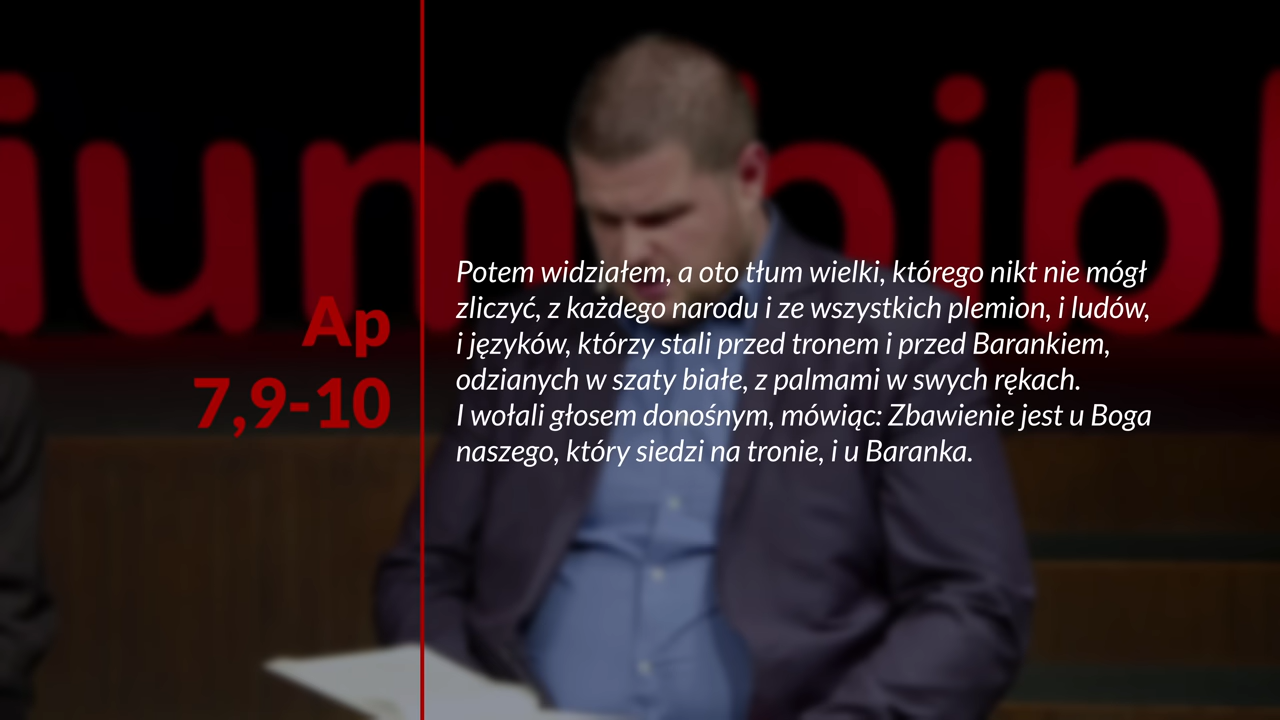 ium bibl
Ap
7,9-10
Potem widziałem, a oto tłum wielki, którego nikt nie mógł
zliczyć, z każdego narodu i ze wszystkich plemion, i ludów,
i języków, którzy stali przed tronem i przed Barankiem,
odzianych w szaty białe, z palmami w swych rękach.
I wołali głosem donośnym, mówiąc: Zbawienie jest u Boga
naszego, który siedzi na tronie, i u Baranka.